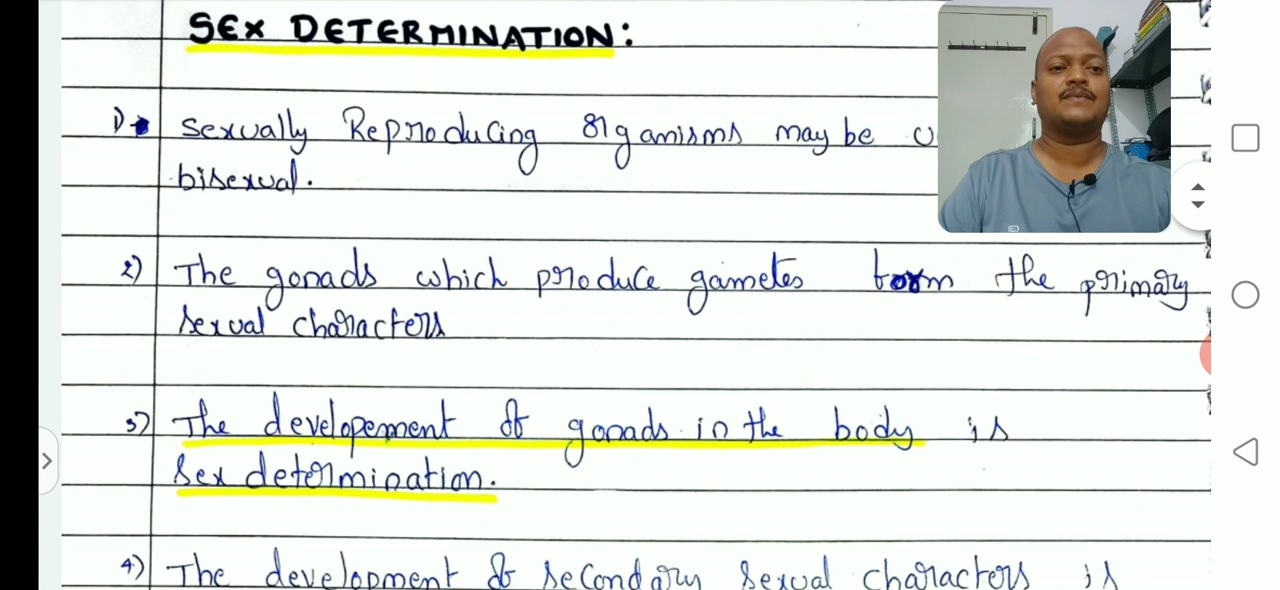 SEX DETERMINATION:
1) Sexually Reproducing organisms may be
bisexual.
2) The gonads which produce gametes form the primary
sexual characters
3) The developement of gonads in the body is
sex determination.
4) The development of secondary sexual characters is